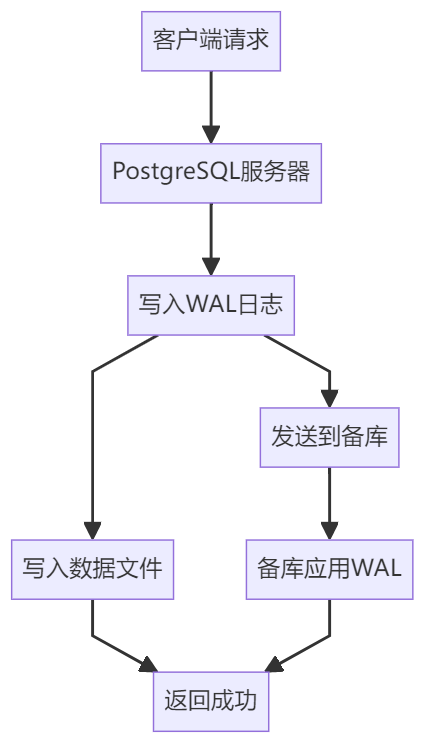 客户端请求
PostgreSQL服务器
写入WAL日志
发送到备库
写入数据文件
备库应用WAL
返回成功